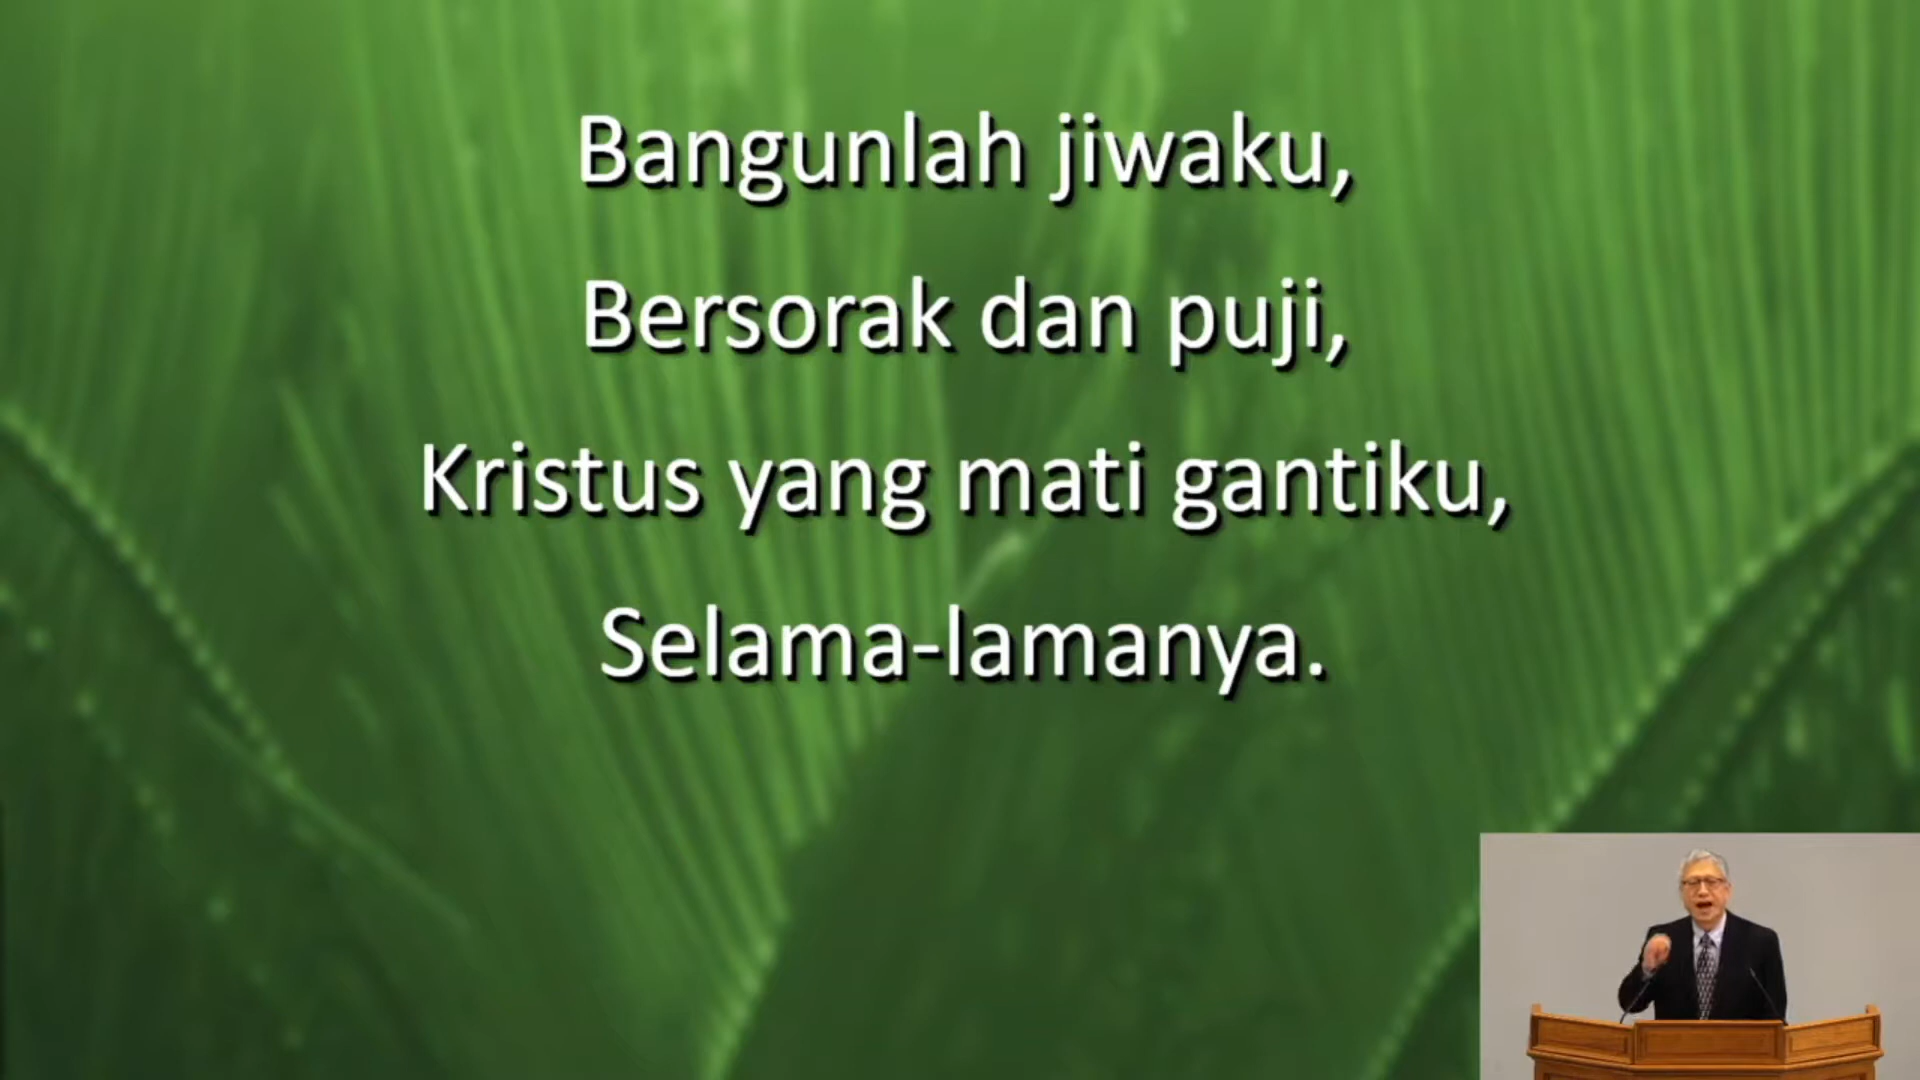 Bangunlah jiwaku,
Bersorak dan puji,
Kristus yang mati gantiku,
Selama-lamanya.